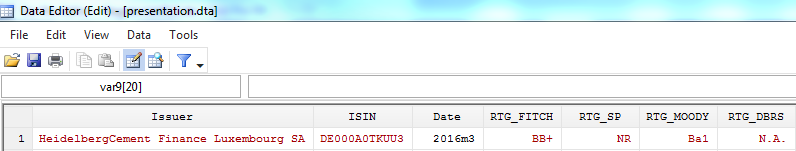 Data Editor (Edit) - [presentation.dta]
File Edit View Data Tools
var9[20]
Issuer ISIN Date RTG_FITCH RTG_SP RTG_MOODY RTG_DBRS
1 HeidelbergCement Finance Luxembourg SA DE000A0TKUU3 2016m3 BB+ NR Ba1 N.A.